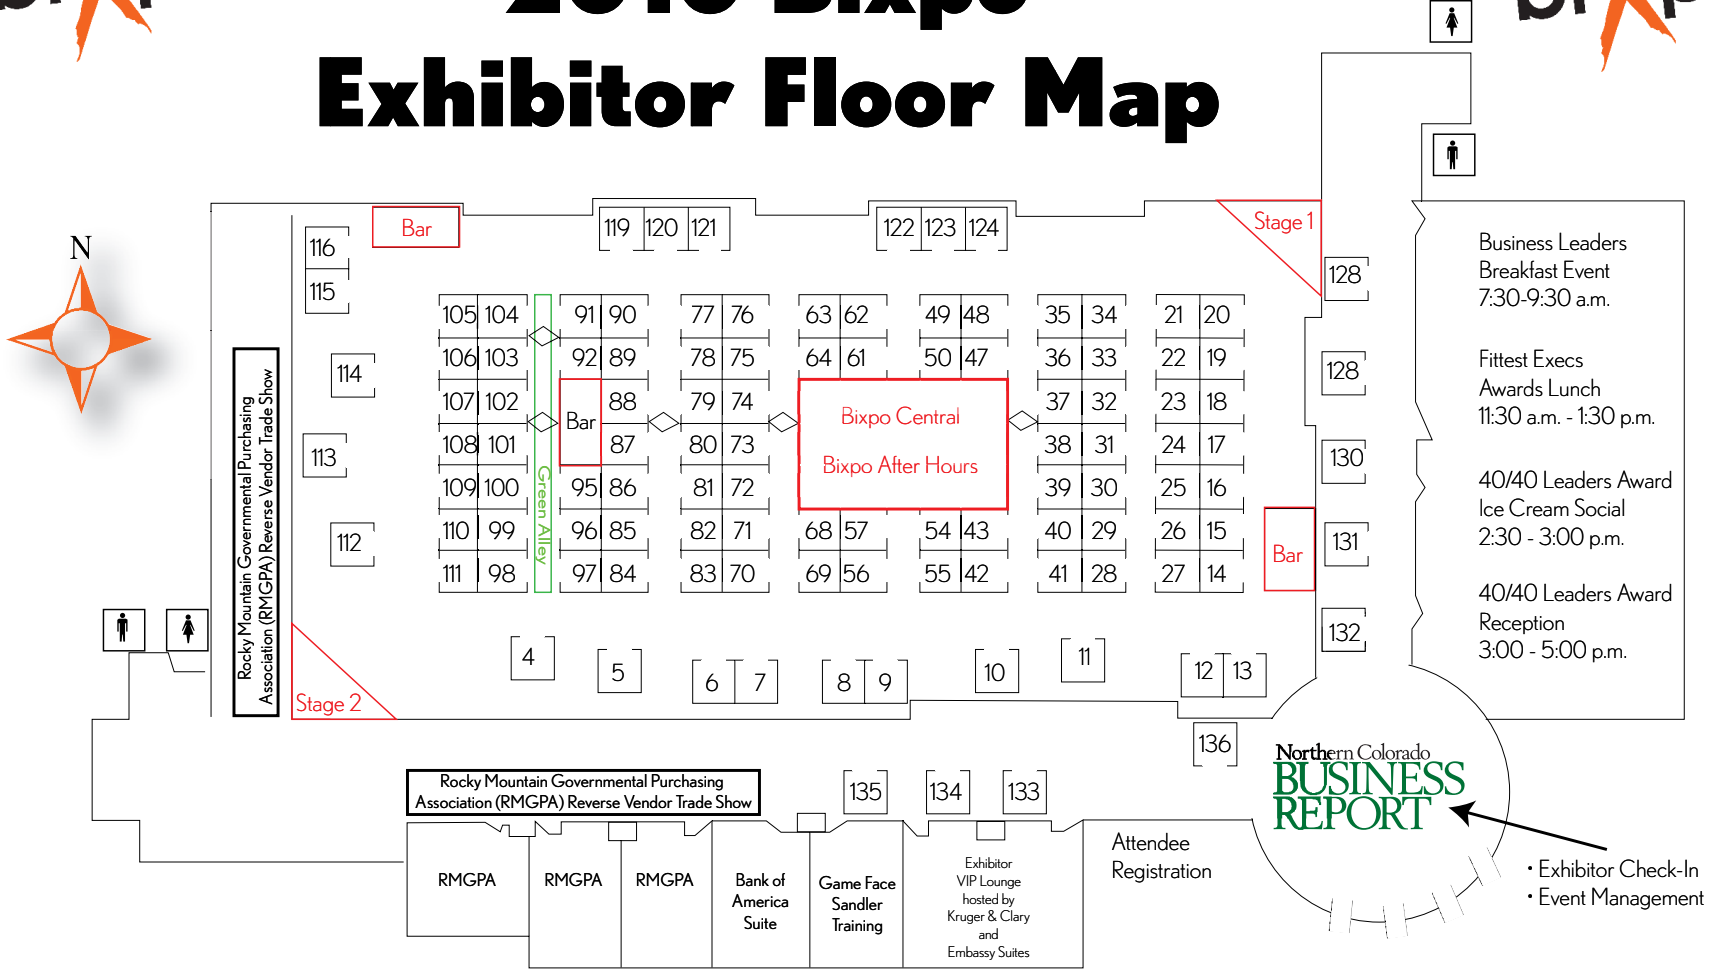 2010 Bixpo
Exhibitor Floor Map
N
Bar
Stage 1
116
115
119 120 121
122 123 124
128
Business Leaders
Breakfast Event
7:30-9:30 a.m.
105 104 91 90 77 76 63 62 49 48 35 34 21 20
106 103 92 89 78 75 64 61 50 47 36 33 22 19
114
128
Fittest Execs
Awards Lunch
11:30 a.m. - 1:30 p.m.
107 102 Bar 88 79 74 Bixpo Central 37 32 23 18
108 101 87 80 73 Bixpo After Hours 38 31 24 17
113
130
109 100 95 86 81 72 39 30 25 16
40/40 Leaders Award
Ice Cream Social
2:30 - 3:00 p.m.
Green Alley
110 99 96 85 82 71 68 57 54 43 40 29 26 15
112
Bar
131
111 98 97 84 83 70 69 56 55 42 41 28 27 14
40/40 Leaders Award
Reception
3:00 - 5:00 p.m.
132
Rocky Mountain Governmental Purchasing
Association (RMGPA) Reverse Vendor Trade Show
4
5
6 7
8 9
10
11
12 13
Stage 2
136
Northern Colorado
BUSINESS
REPORT
Rocky Mountain Governmental Purchasing
Association (RMGPA) Reverse Vendor Trade Show
135
134
133
Attendee
Registration
RMGPA
RMGPA
RMGPA
Bank of
America
Suite
Game Face
Sandler
Training
Exhibitor
VIP Lounge
hosted by
Kruger & Clary
and
Embassy Suites
• Exhibitor Check-In
• Event Management